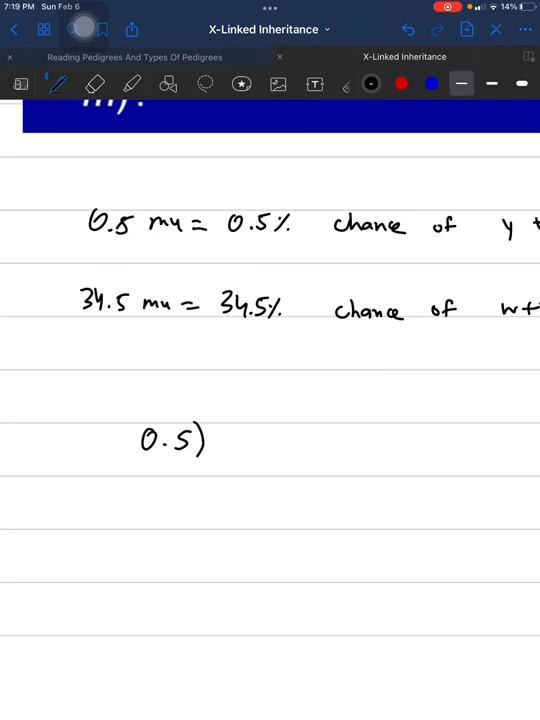 7:19 PM Sun Feb 6 14%
X-Linked Inheritance
Reading Pedigrees And Types Of Pedigrees X-Linked Inheritance
m)?
0.5 mu = 0.5% chance of y +
34.5 mu = 34.5% chance of w+
0.5)